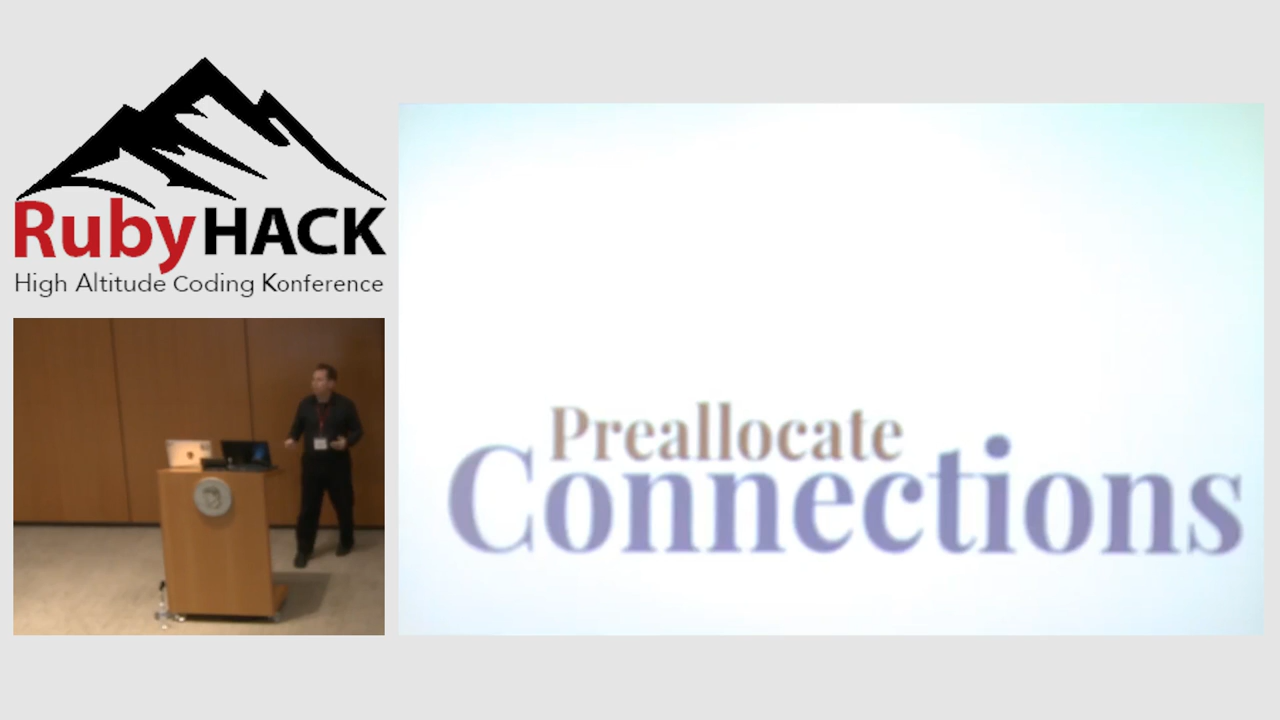 RubyHACK
High Altitude Coding Konference
Preallocate
Connections